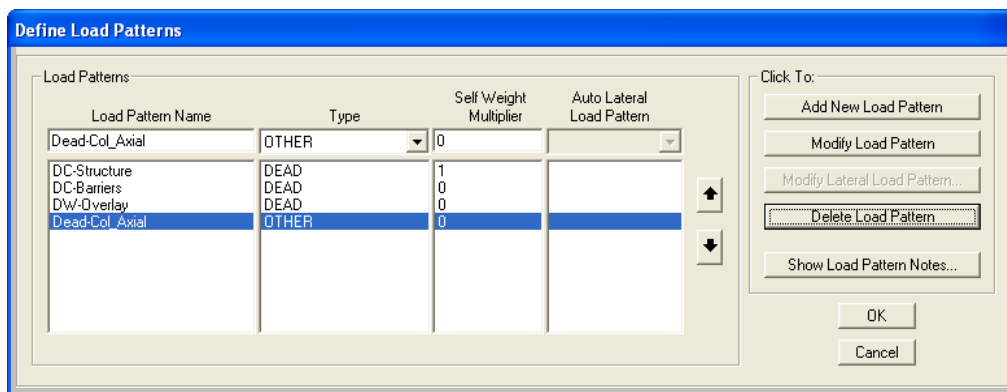 Define Load Patterns
Load Patterns
Click To:
Load Pattern Name Type Self Weight Multiplier Auto Lateral Load Pattern
Dead-Col_Axial OTHER 0
DC-Structure DEAD 1
DC-Barriers DEAD 0
DW-Overlay DEAD 0
Dead-Col_Axial OTHER 0
Add New Load Pattern
Modify Load Pattern
Modify Lateral Load Pattern...
Delete Load Pattern
Show Load Pattern Notes...
OK
Cancel